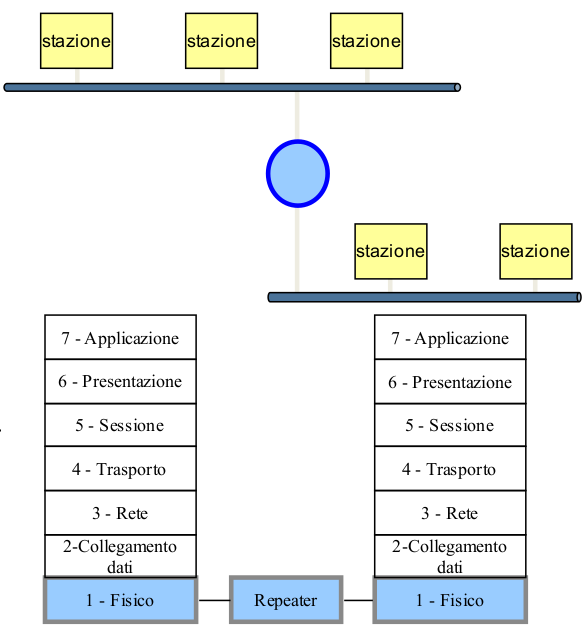 stazione
stazione
stazione
stazione
stazione
7 - Applicazione
6 - Presentazione
5 - Sessione
4 - Trasporto
3 - Rete
2-Collegamento
dati
1 - Fisico
Repeater
7 - Applicazione
6 - Presentazione
5 - Sessione
4 - Trasporto
3 - Rete
2-Collegamento
dati
1 - Fisico